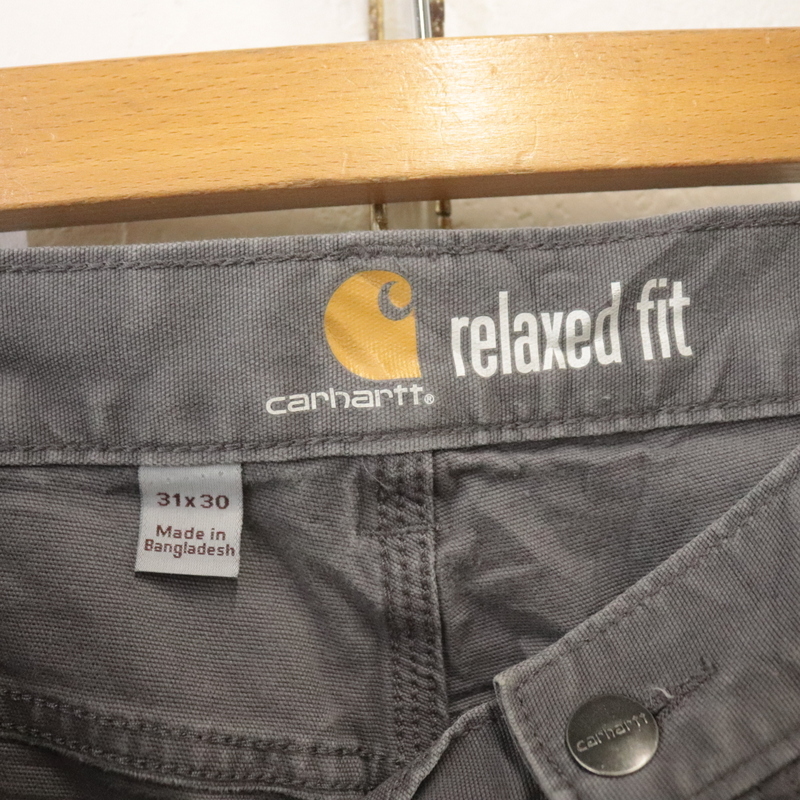 carhartt®
relaxed fit
31x30
Made in
Bangladesh
carhartt